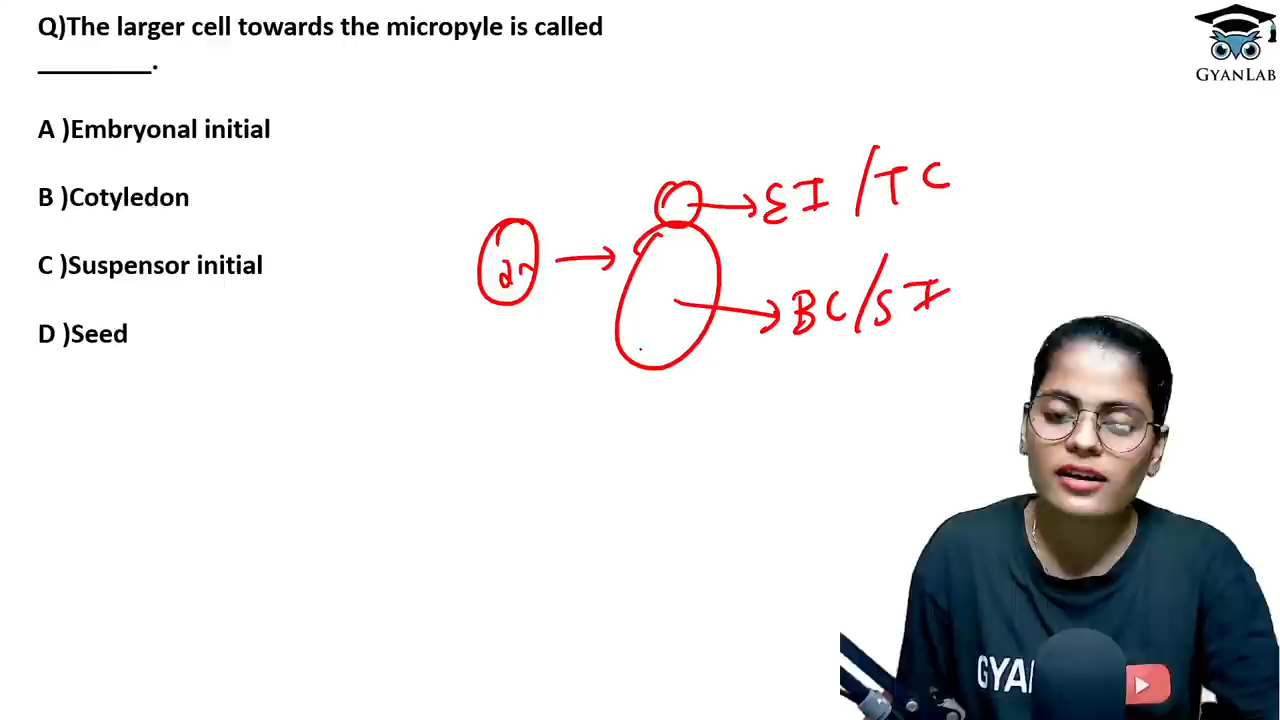 Q)The larger cell towards the micropyle is called
________.
A )Embryonal initial
B )Cotyledon
C )Suspensor initial
D )Seed
GYANLAB
2n
EI / TC
BC/SI
GYAN